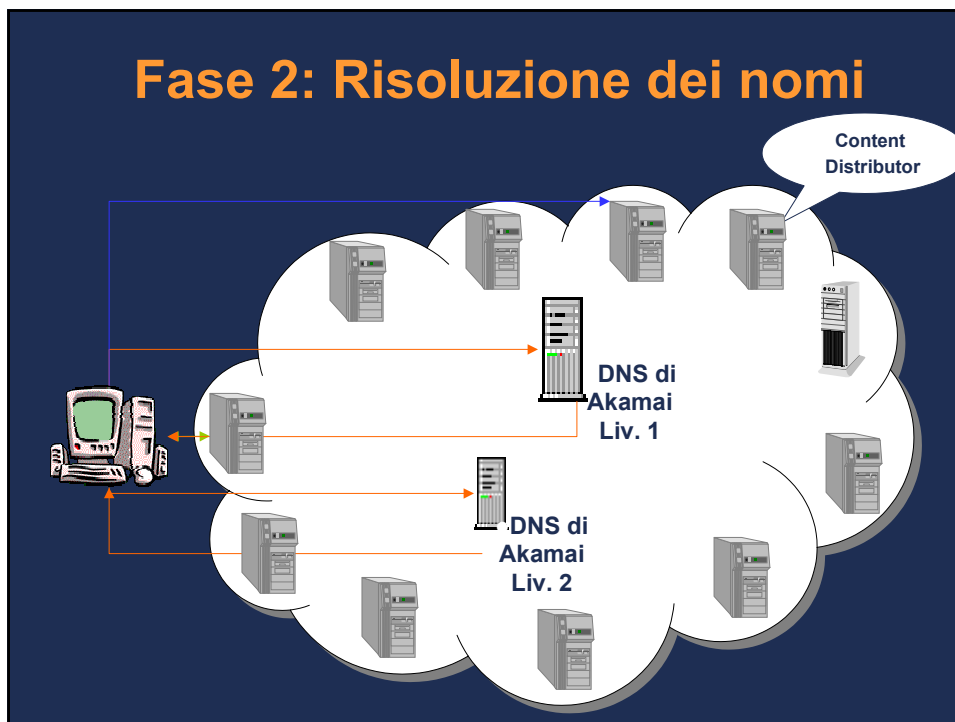 Fase 2: Risoluzione dei nomi
Content
Distributor
DNS di
Akamai
Liv. 1
DNS di
Akamai
Liv. 2